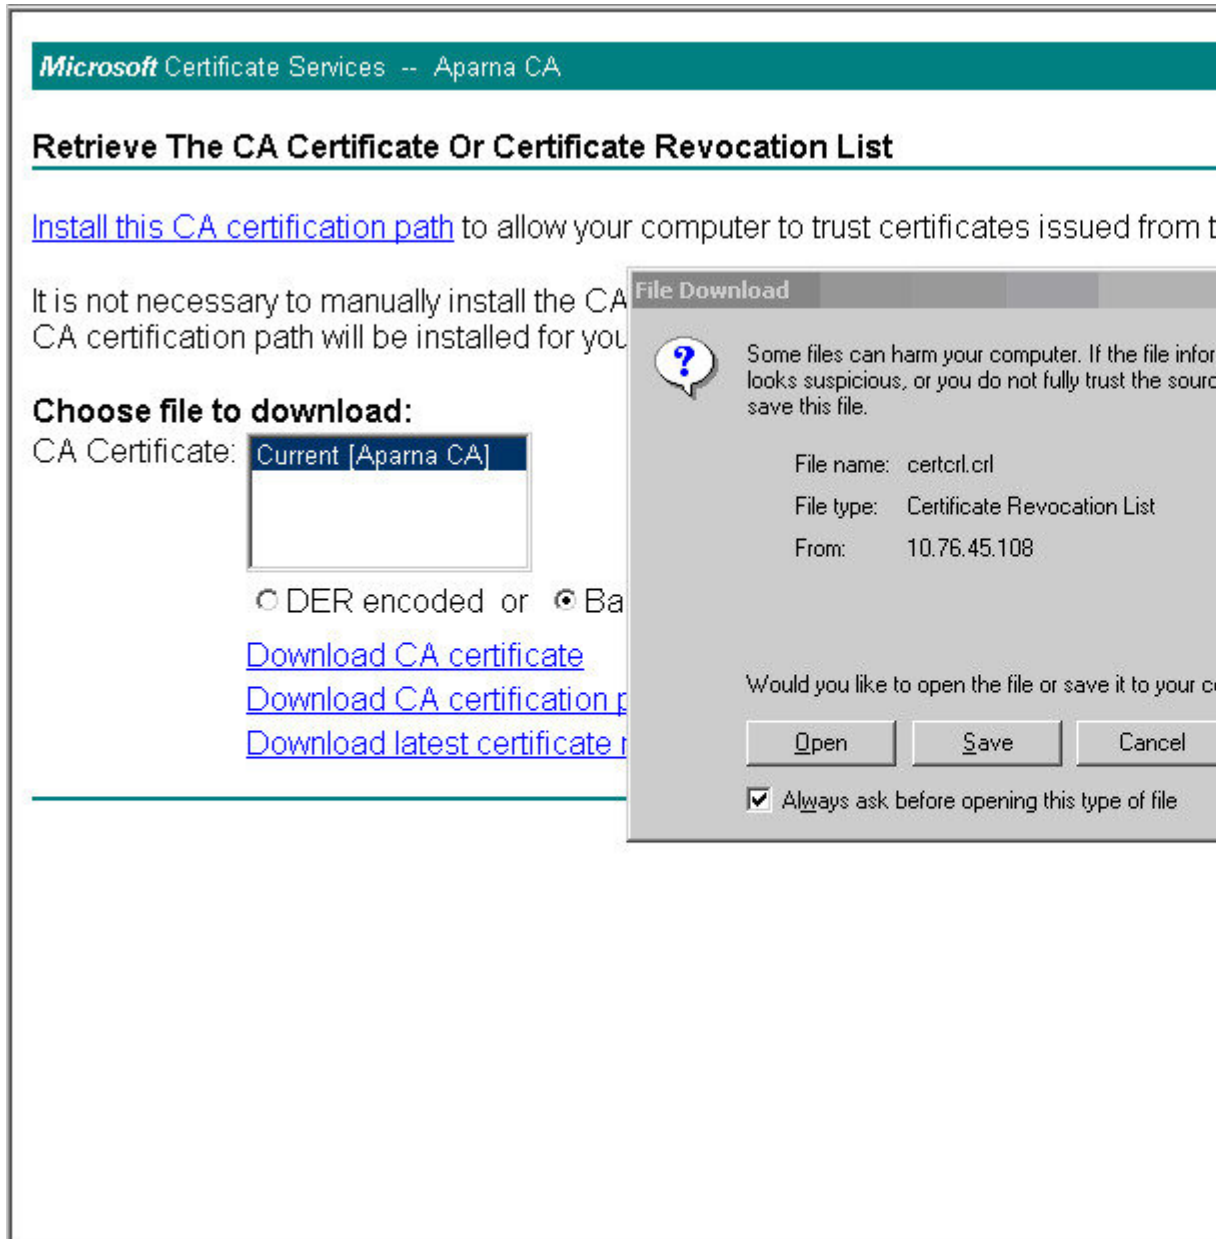 Microsoft Certificate Services -- Aparna CA
Retrieve The CA Certificate Or Certificate Revocation List
Install this CA certification path to allow your computer to trust certificates issued from
It is not necessary to manually install the CA
CA certification path will be installed for you
Choose file to download:
CA Certificate:
Current [Aparna CA]
DER encoded or
Download CA certificate
Download CA certification
Download latest certificate
File Download
Some files can harm your computer. If the file
looks suspicious, or you do not fully trust the
save this file.
File name: certcrl.crl
File type: Certificate Revocation List
From: 10.76.45.108
Would you like to open the file or save it to your
Open
Save
Cancel
Always ask before opening this type of file